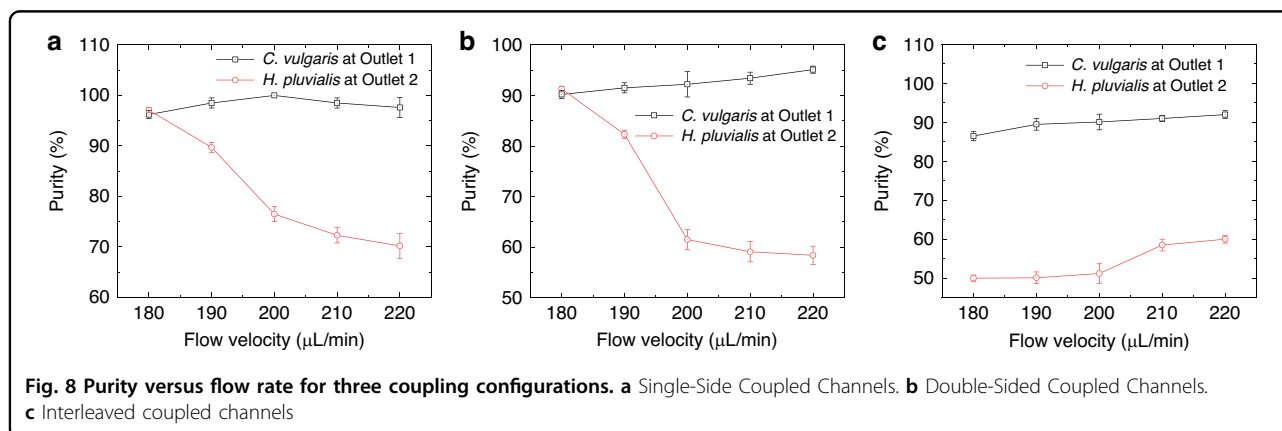 a
110
100
90
80
70
60
Purity (%)
C. vulgaris at Outlet 1
H. pluvialis at Outlet 2
180 190 200 210 220
Flow velocity (μL/min)
b
100
90
80
70
60
50
Purity (%)
C. vulgaris at Outlet 1
H. pluvialis at Outlet 2
180 190 200 210 220
Flow velocity (μL/min)
c
110
100
90
80
70
60
50
Purity (%)
C. vulgaris at Outlet 1
H. pluvialis at Outlet 2
180 190 200 210 220
Flow velocity (μL/min)
Fig. 8 Purity versus flow rate for three coupling configurations. a Single-Side Coupled Channels. b Double-Sided Coupled Channels.
c Interleaved coupled channels